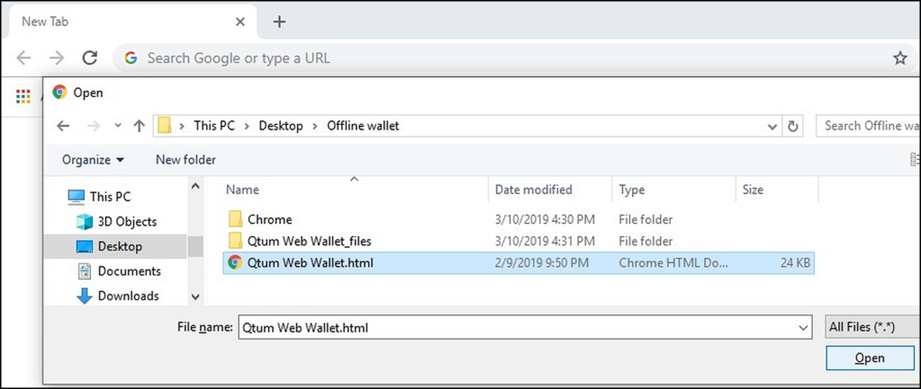 New Tab
Search Google or type a URL
Open
This PC > Desktop > Offline wallet
Search Offline wa
Organize
New folder
Name Date modified Type Size
This PC
3D Objects
Desktop
Documents
Downloads
Chrome 3/10/2019 4:30 PM File folder
Qtum Web Wallet_files 3/10/2019 4:31 PM File folder
Qtum Web Wallet.html 2/9/2019 9:50 PM Chrome HTML Do... 24 KB
File name: Qtum Web Wallet.html
All Files (*.*)
Open